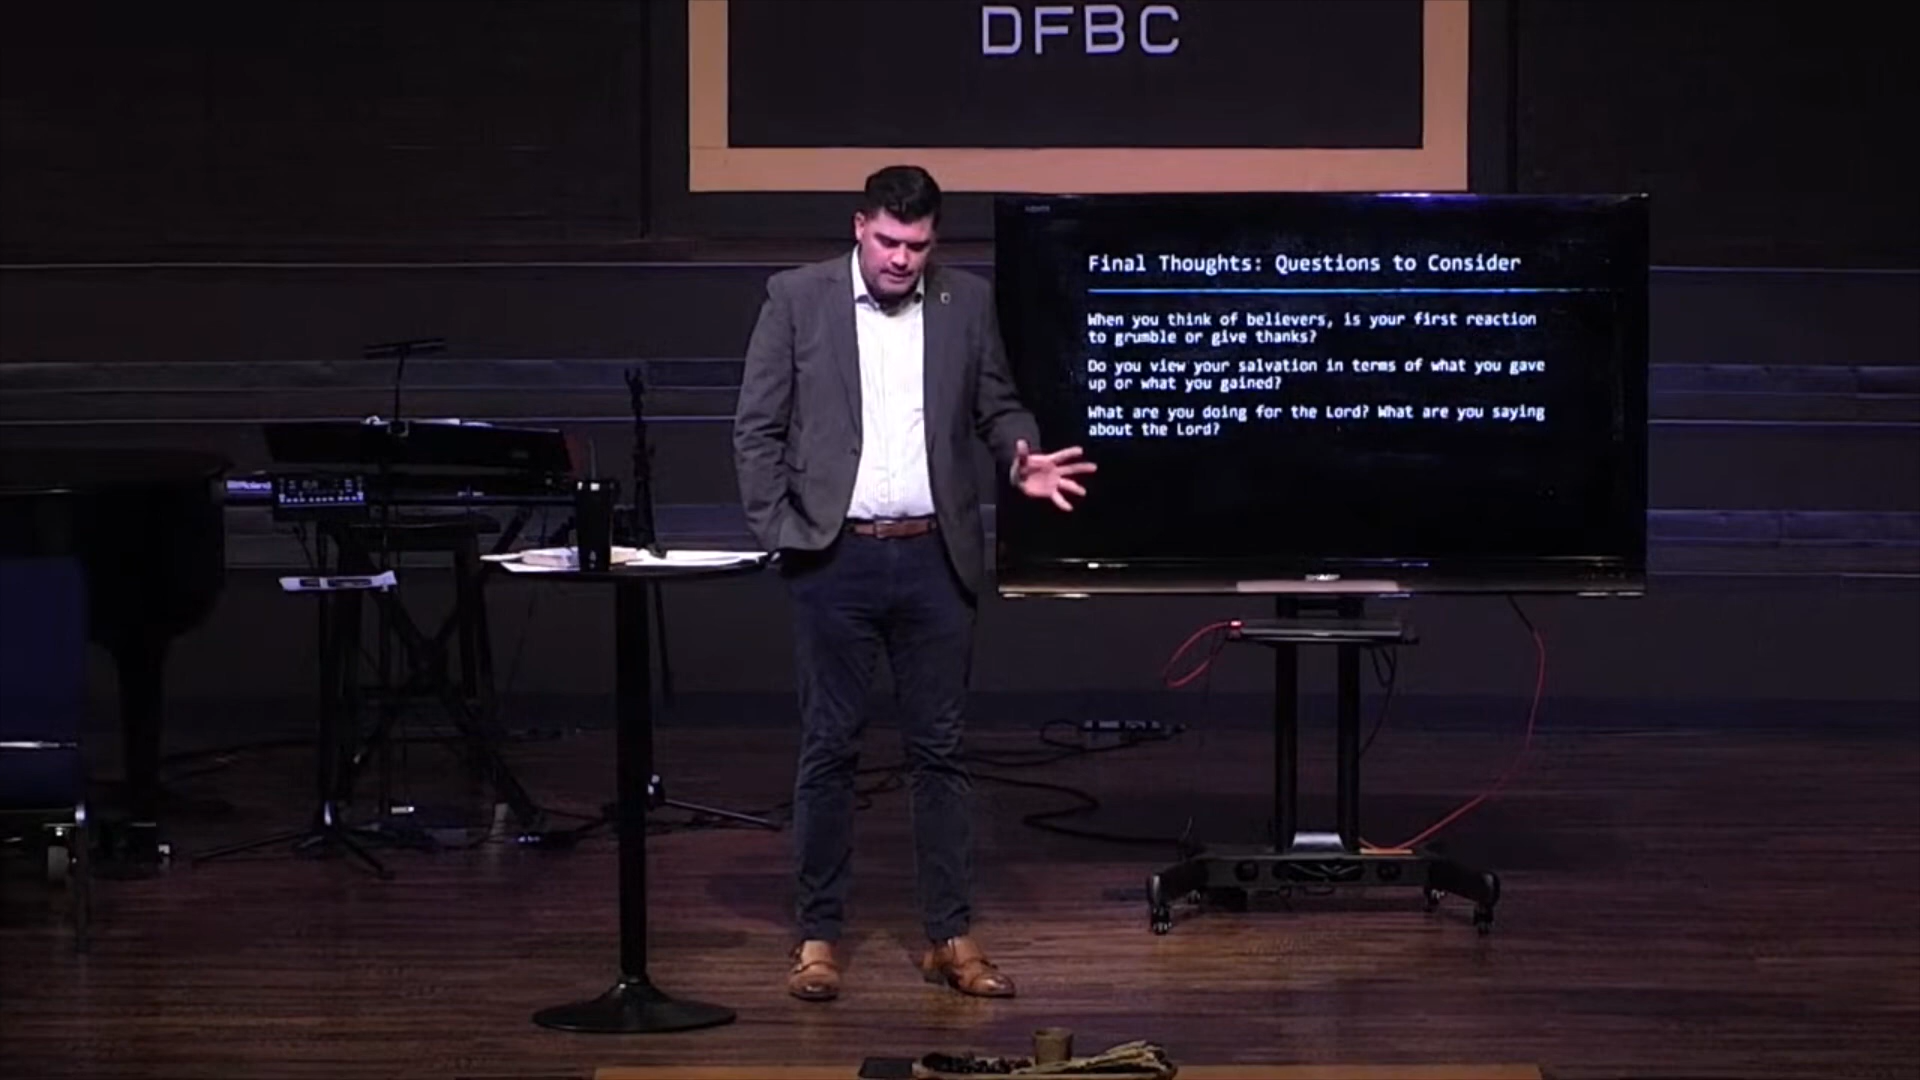 DFBC
Final Thoughts: Questions to Consider
When you think of believers, is your first reaction
to grumble or give thanks?
Do you view your salvation in terms of what you gave
up or what you gained?
What are you doing for the Lord? What are you saying
about the Lord?
Roland